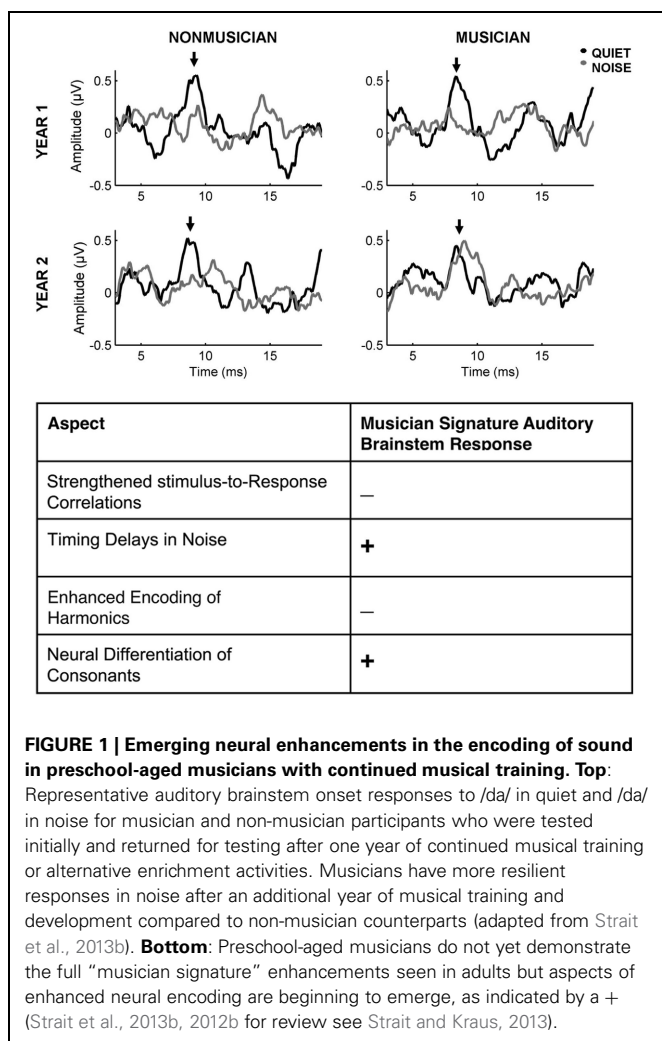 NONMUSICIAN MUSICIAN
QUIET
NOISE
YEAR 1
Amplitude (µV)
0.5
0
-0.5
5 10 15
0.5
0
-0.5
5 10 15
YEAR 2
Amplitude (µV)
0.5
0
-0.5
5 10 15
Time (ms)
0.5
0
-0.5
5 10 15
Time (ms)
Aspect
Musician Signature Auditory
Brainstem Response
Strengthened stimulus-to-Response
Correlations
–
Timing Delays in Noise
+
Enhanced Encoding of
Harmonics
–
Neural Differentiation of
Consonants
+
FIGURE 1 | Emerging neural enhancements in the encoding of sound
in preschool-aged musicians with continued musical training. Top:
Representative auditory brainstem onset responses to /da/ in quiet and /da/
in noise for musician and non-musician participants who were tested
initially and returned for testing after one year of continued musical training
or alternative enrichment activities. Musicians have more resilient
responses in noise after an additional year of musical training and
development compared to non-musician counterparts (adapted from Strait
et al., 2013b). Bottom: Preschool-aged musicians do not yet demonstrate
the full “musician signature” enhancements seen in adults but aspects of
enhanced neural encoding are beginning to emerge, as indicated by a +
(Strait et al., 2013b, 2012b for review see Strait and Kraus, 2013).